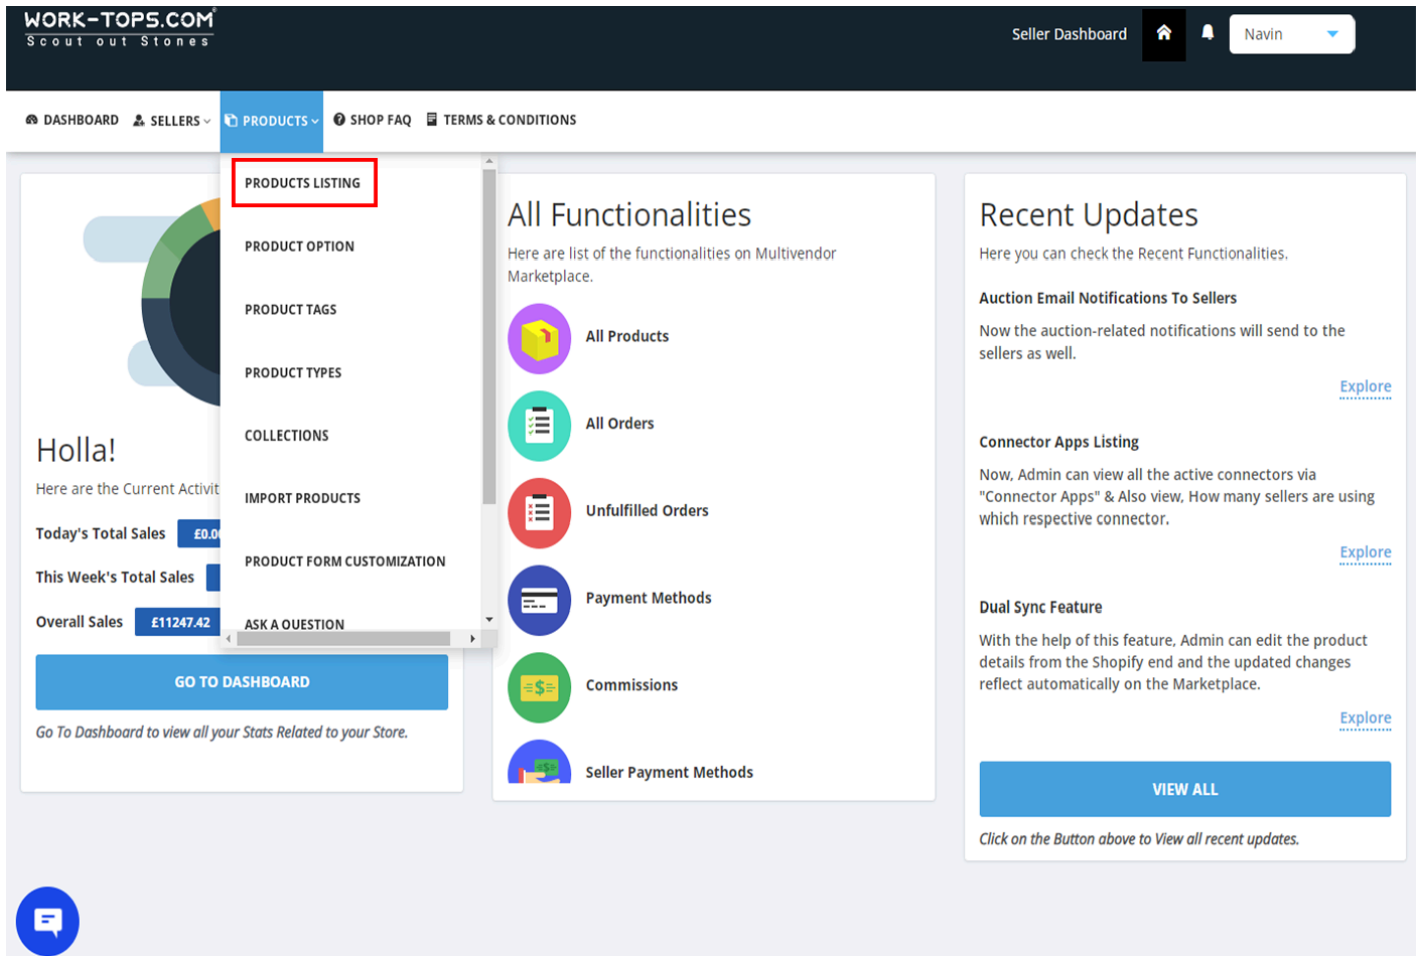 WORK-TOPS.COM
Scout out Stones
Seller Dashboard
Navin
DASHBOARD
SELLERS
PRODUCTS
SHOP FAQ
TERMS & CONDITIONS
PRODUCTS LISTING
PRODUCT OPTION
PRODUCT TAGS
PRODUCT TYPES
COLLECTIONS
IMPORT PRODUCTS
PRODUCT FORM CUSTOMIZATION
ASK A QUESTION
Holla!
Here are the Current
Today's Total Sales
This Week's Total Sales
Overall Sales £11247.42
GO TO DASHBOARD
Go To Dashboard to view all your Stats Related to your Store.
All Functionalities
Here are list of the functionalities on Multivendor
Marketplace.
All Products
All Orders
Unfulfilled Orders
Payment Methods
Commissions
Seller Payment Methods
Recent Updates
Here you can check the Recent Functionalities.
Auction Email Notifications To Sellers
Now the auction-related notifications will send to the
sellers as well.
Explore
Connector Apps Listing
Now, Admin can view all the active connectors via
"Connector Apps" & Also view, How many sellers are using
which respective connector.
Explore
Dual Sync Feature
With the help of this feature, Admin can edit the product
details from the Shopify end and the updated changes
reflect automatically on the Marketplace.
Explore
VIEW ALL
Click on the Button above to View all recent updates.